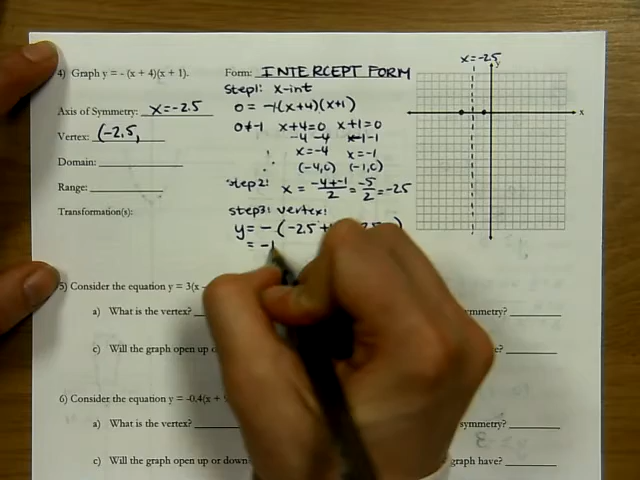 4) Graph y = - (x + 4)(x + 1).
Form: INTERCEPT FORM
Step1: x-int
0 = -1(x+4)(x+1)
0≠-1 x+4=0 x+1=0
-4 -4 -1 -1
x=-4 x=-1
(-4,0) (-1,0)
Axis of Symmetry: x=-2.5
Vertex: (-2.5,
Domain:
Range:
Transformation(s):
Step2: x = -4+-1/2 = -5/2 = -2.5
Step3: vertex:
y = - (-2.5 +
= -1
x=-2.5
y
x
5) Consider the equation y = 3(x -
a) What is the vertex?
symmetry?
c) Will the graph open up o
ve?
6) Consider the equation y = -0.4(x +
a) What is the vertex?
symmetry?
c) Will the graph open up or down
graph have?